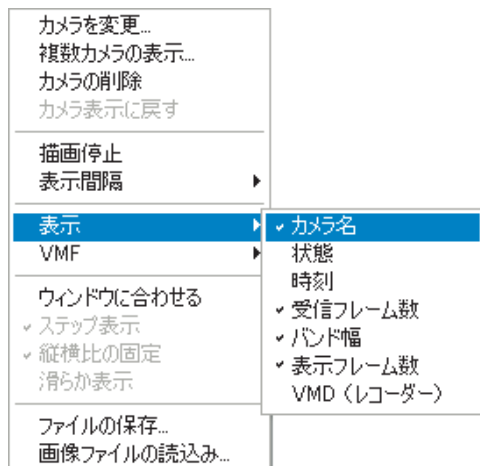 カメラを変更...
複数カメラの表示...
カメラの削除
カメラ表示に戻す
描画停止
表示間隔
表示
VMF
ウィンドウに合わせる
ステップ表示
縦横比の固定
滑らか表示
ファイルの保存...
画像ファイルの読込み...
カメラ名
状態
時刻
受信フレーム数
バンド幅
表示フレーム数
VMD（レコーダー）